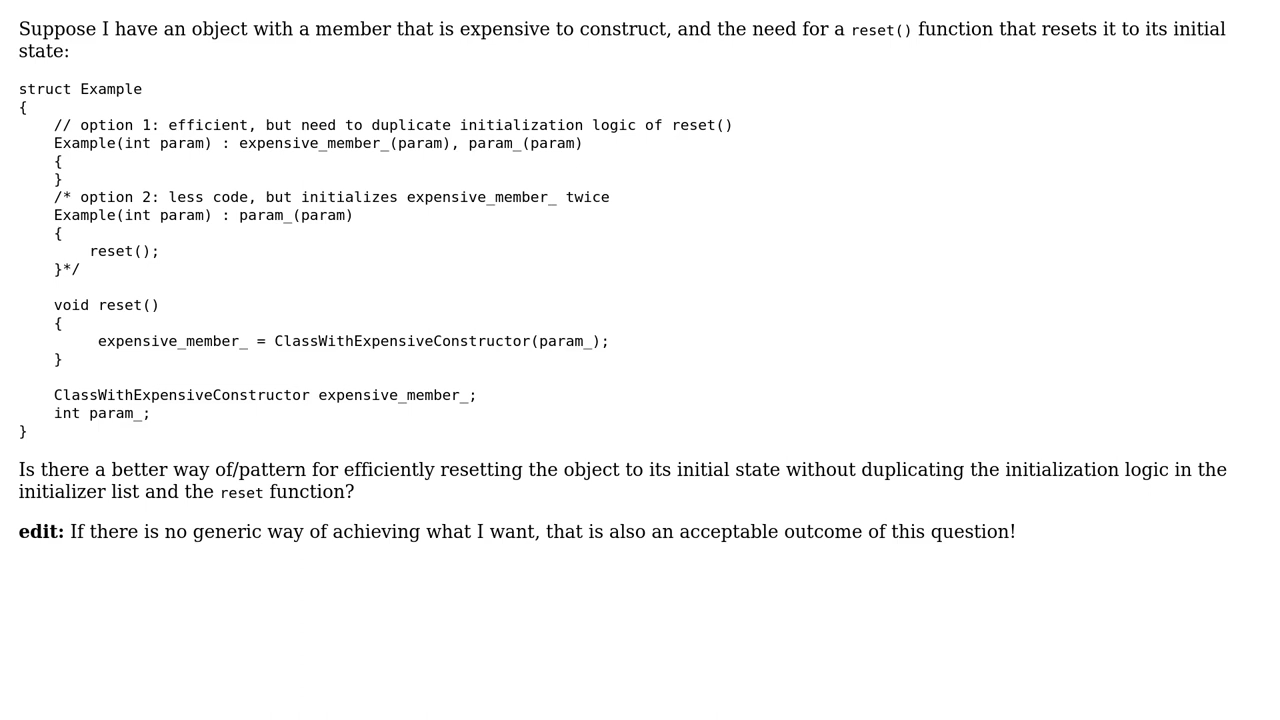 Suppose I have an object with a member that is expensive to construct, and the need for a reset() function that resets it to its initial
state:
struct Example
{
    // option 1: efficient, but need to duplicate initialization logic of reset()
    Example(int param) : expensive_member_(param), param_(param)
    {
    }
    /* option 2: less code, but initializes expensive_member_ twice
    Example(int param) : param_(param)
    {
        reset();
    }*/

    void reset()
    {
         expensive_member_ = ClassWithExpensiveConstructor(param_);
    }

    ClassWithExpensiveConstructor expensive_member_;
    int param_;
}
Is there a better way of/pattern for efficiently resetting the object to its initial state without duplicating the initialization logic in the
initializer list and the reset function?
edit: If there is no generic way of achieving what I want, that is also an acceptable outcome of this question!